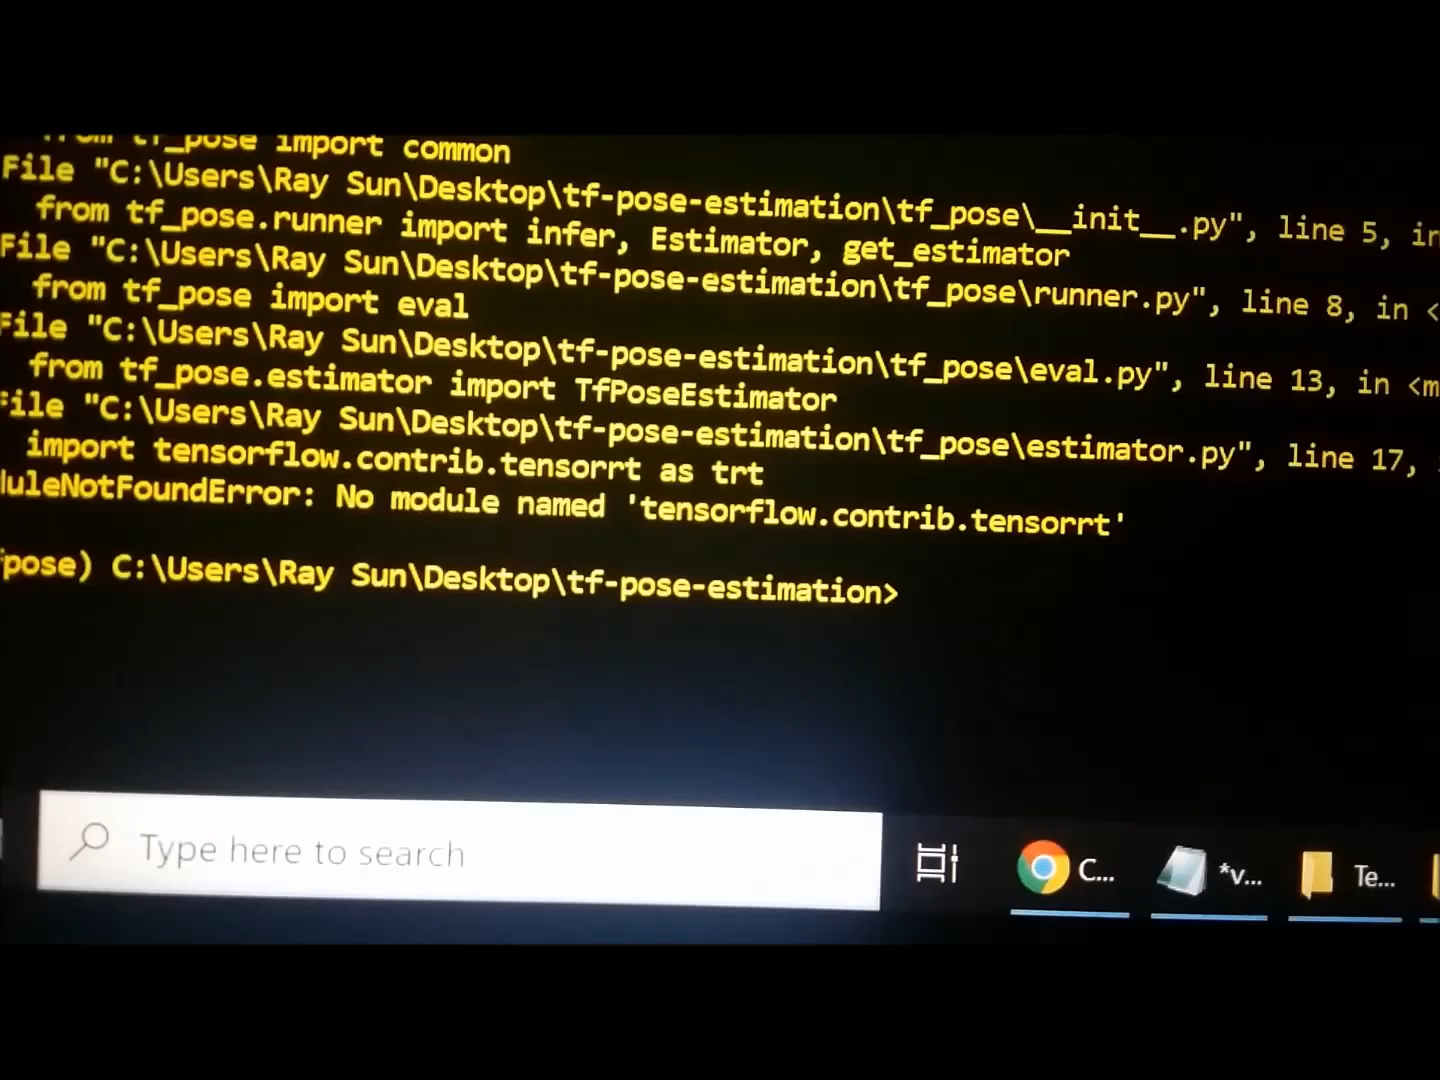 from tf_pose import common
File "C:\Users\Ray Sun\Desktop\tf-pose-estimation\tf_pose\__init__.py", line 5, in
from tf_pose.runner import infer, Estimator, get_estimator
File "C:\Users\Ray Sun\Desktop\tf-pose-estimation\tf_pose\runner.py", line 8, in <
from tf_pose import eval
File "C:\Users\Ray Sun\Desktop\tf-pose-estimation\tf_pose\eval.py", line 13, in <m
from tf_pose.estimator import TfPoseEstimator
File "C:\Users\Ray Sun\Desktop\tf-pose-estimation\tf_pose\estimator.py", line 17,
import tensorflow.contrib.tensorrt as trt
duleNotFoundError: No module named 'tensorflow.contrib.tensorrt'
pose) C:\Users\Ray Sun\Desktop\tf-pose-estimation>
Type here to search
C...
*v...
Te...